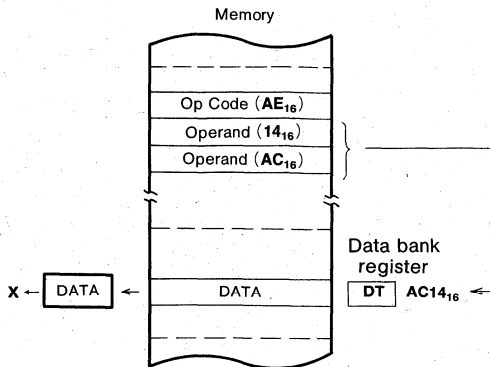 Memory
Op Code (AE₁₆)
Operand (14₁₆)
Operand (AC₁₆)
Data bank
register
X ← DATA ← DATA DT AC14₁₆ ←